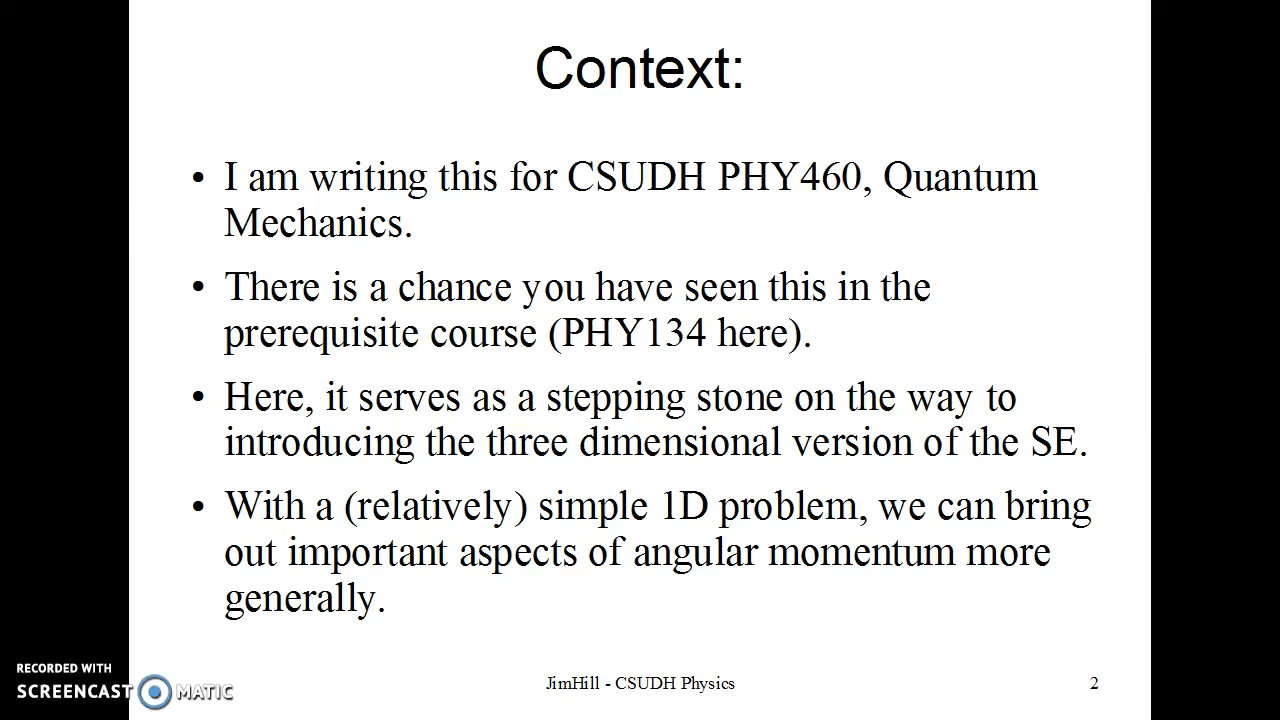 Context:
• I am writing this for CSUDH PHY460, Quantum
Mechanics.
• There is a chance you have seen this in the
prerequisite course (PHY134 here).
• Here, it serves as a stepping stone on the way to
introducing the three dimensional version of the SE.
• With a (relatively) simple 1D problem, we can bring
out important aspects of angular momentum more
generally.
RECORDED WITH
SCREENCAST MATIC
JimHill - CSUDH Physics
2